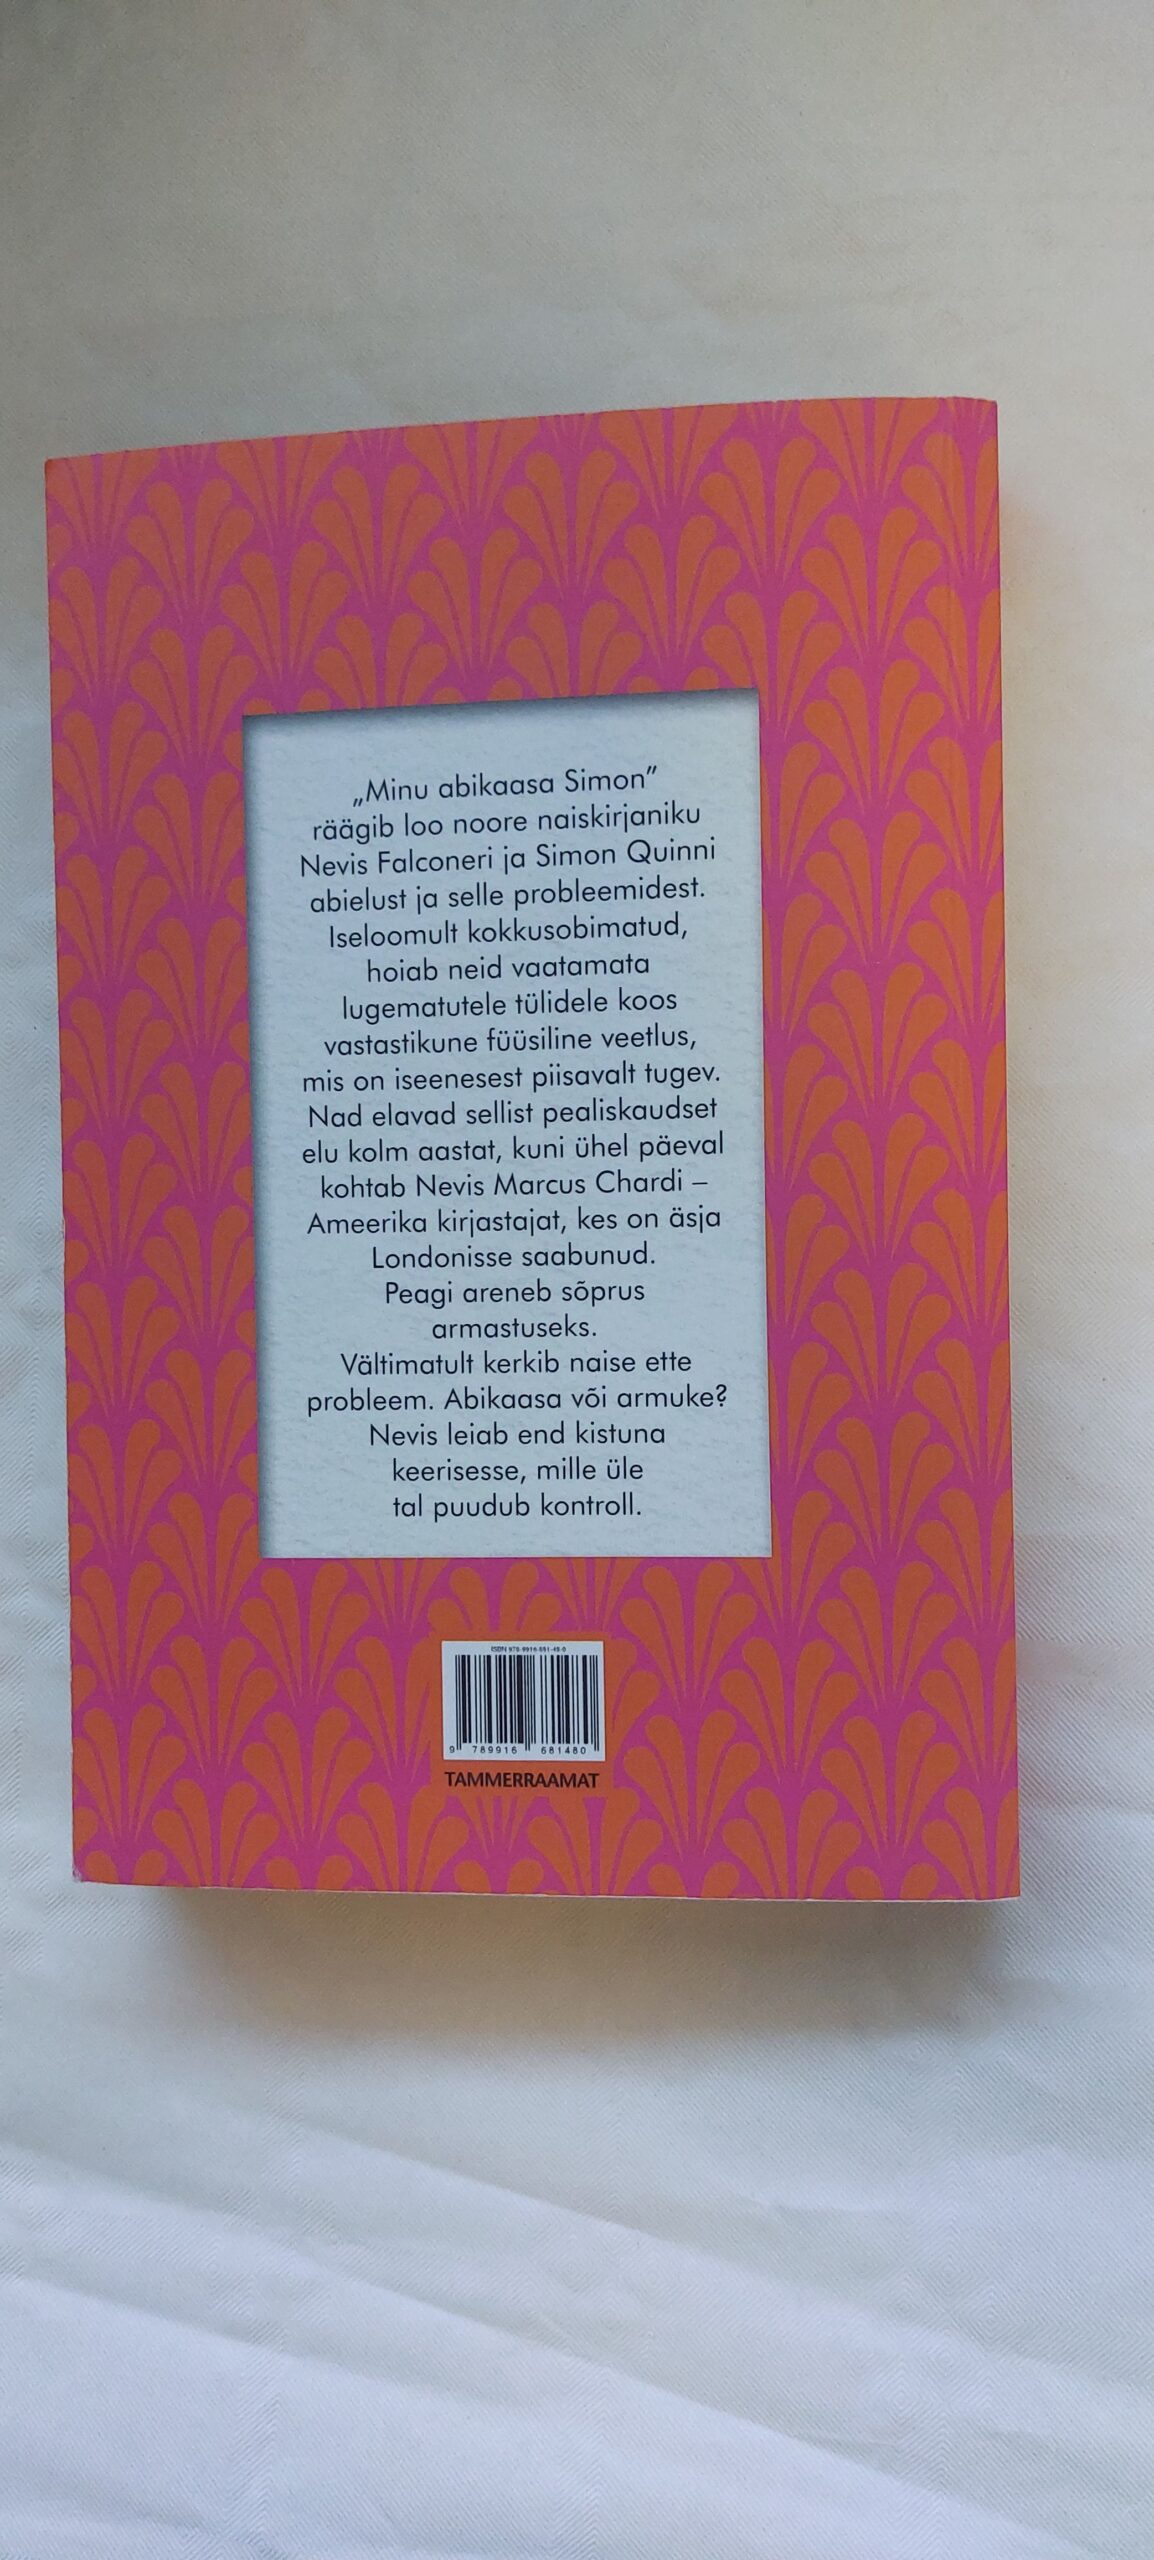 „Minu abikaasa Simon”
räägib loo noore naiskirjaniku
Nevis Falconeri ja Simon Quinni
abielust ja selle probleemidest.
Iseloomult kokkusobimatud,
hoiab neid vaatamata
lugematutele tülidele koos
vastastikune füüsiline veetlus,
mis on iseenesest piisavalt tugev.
Nad elavad sellist pealiskaudset
elu kolm aastat, kuni ühel päeval
kohtab Nevis Marcus Chardi –
Ameerika kirjastajat, kes on äsja
Londonisse saabunud.
Peagi areneb sõprus
armastuseks.
Vältimatult kerkib naise ette
probleem. Abikaasa või armuke?
Nevis leiab end kistuna
keerisesse, mille üle
tal puudub kontroll.
ISBN
9 789916 681480
TAMMERRAAMAT